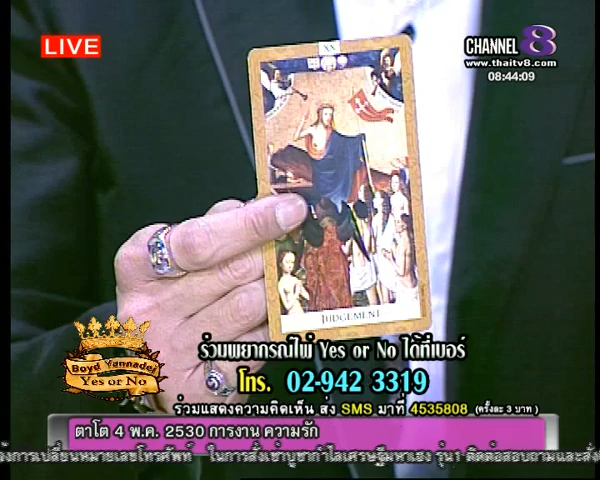 LIVE
XX
CHANNEL 8
www.thaitv8.com
08:44:09
JUDGEMENT
ร่วมพยากรณ์ไพ่ Yes or No ได้ที่เบอร์
Boyd Yannadet
Yes or No
โทร. 02-942 3319
ร่วมแสดงความคิดเห็น ส่ง SMS มาที่ 4535808 (ครั้งละ 3 บาท)
ตาโต 4 พ.ค. 2530 การงาน ความรัก
งการเปลี่ยนหมายเลขโทรศัพท์ ในการสั่งเช่าบูชากำไลเศรษฐีมหาเฮง รุ่น1 ติดต่อสอบถามและสั่ง